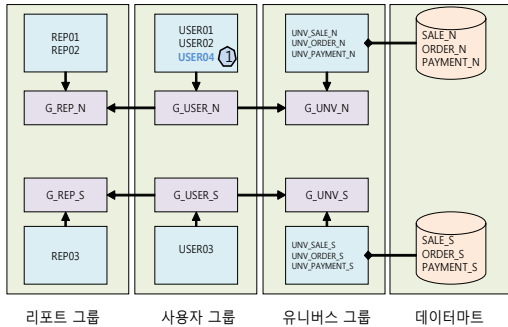 REP01
REP02
USER01
USER02
USER04
1
UNV_SALE_N
UNV_ORDER_N
UNV_PAYMENT_N
SALE_N
ORDER_N
PAYMENT_N
G_REP_N
G_USER_N
G_UNV_N
G_REP_S
G_USER_S
G_UNV_S
REP03
USER03
UNV_SALE_S
UNV_ORDER_S
UNV_PAYMENT_S
SALE_S
ORDER_S
PAYMENT_S
리포트 그룹
사용자 그룹
유니버스 그룹
데이터마트